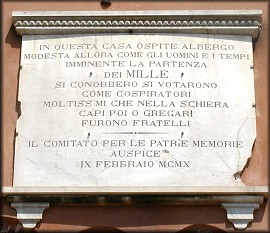 IN QUESTA CASA OSPITE ALBERGO
MODESTA ALLORA COME GLI UOMINI E I TEMPI
IMMINENTE LA PARTENZA
DEI MILLE
SI CONOBBERO SI VOTARONO
COME COSPIRATORI
MOLTISSIMI CHE NELLA SCHIERA
CAPI POI O GREGARI
FURONO FRATELLI
IL COMITATO PER LE PATRIE MEMORIE
AUSPICE
IX FEBBRAIO MCMX